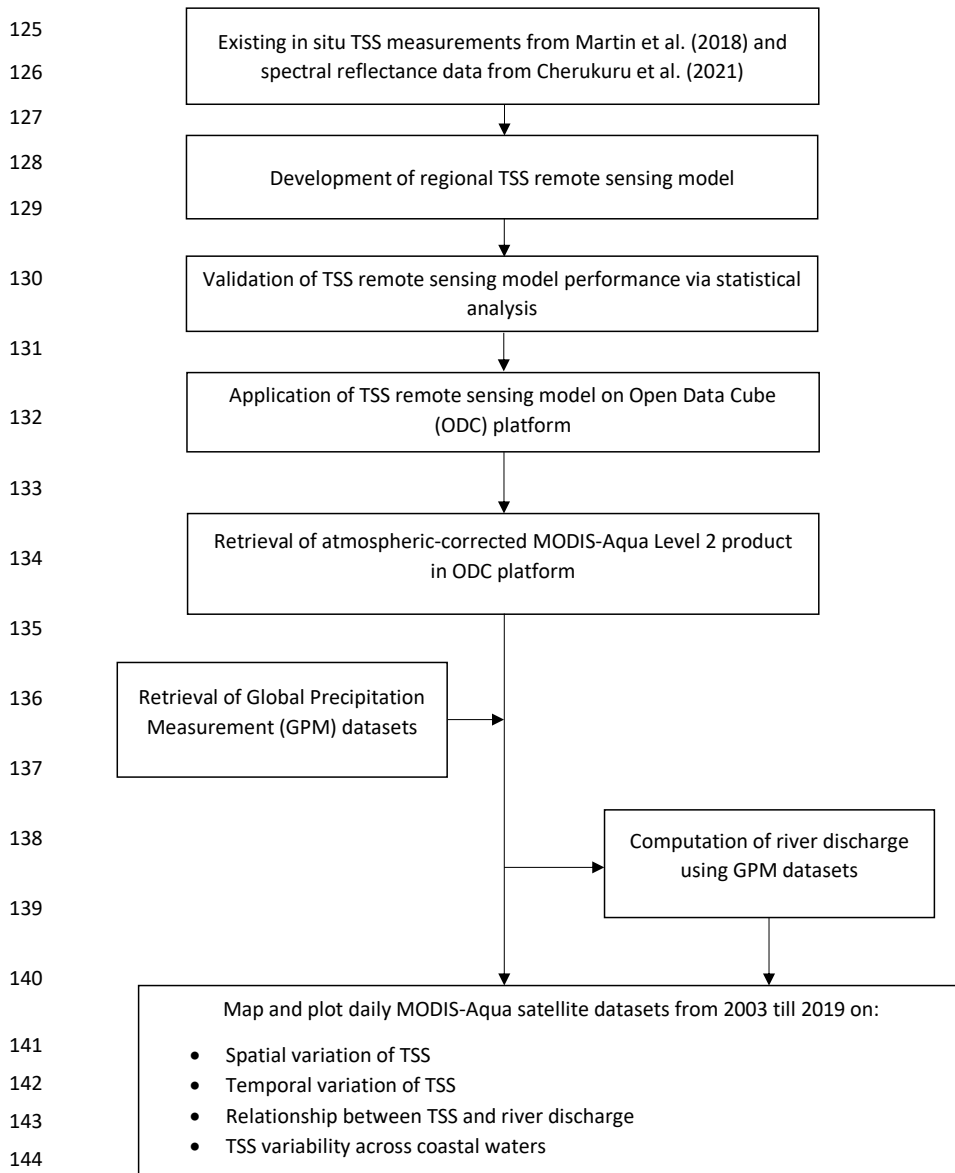 125
Existing in situ TSS measurements from Martin et al. (2018) and
126
spectral reflectance data from Cherukuru et al. (2021)
127
128
Development of regional TSS remote sensing model
129
130
Validation of TSS remote sensing model performance via statistical
analysis
131
Application of TSS remote sensing model on Open Data Cube
132
(ODC) platform
133
Retrieval of atmospheric-corrected MODIS-Aqua Level 2 product
134
in ODC platform
135
136
Retrieval of Global Precipitation
Measurement (GPM) datasets
137
138
Computation of river discharge
using GPM datasets
139
140
Map and plot daily MODIS-Aqua satellite datasets from 2003 till 2019 on:
141
• Spatial variation of TSS
142
• Temporal variation of TSS
143
• Relationship between TSS and river discharge
144
• TSS variability across coastal waters